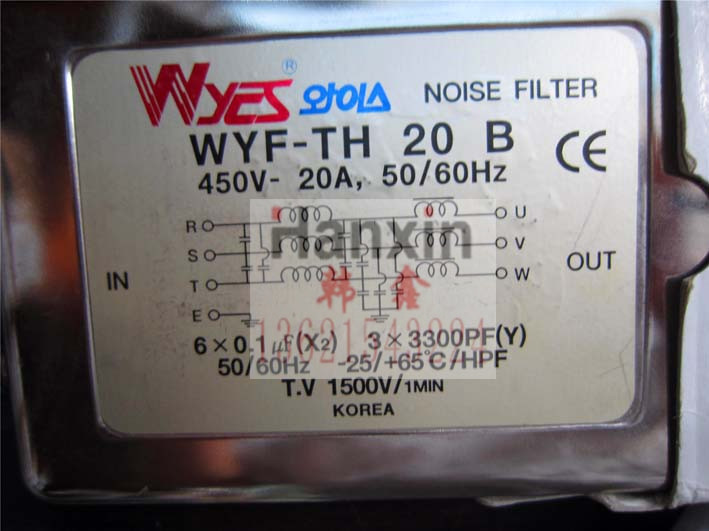 WYES® 와이스 NOISE FILTER
WYF-TH 20 B
CE
450V- 20A, 50/60Hz
R U
S V
T W
IN OUT
E
Hanxin
韩鑫
6×0.1μF(X2) 3×3300PF(Y)
50/60Hz -25/+65℃/HPF
T.V 1500V/1MIN
KOREA